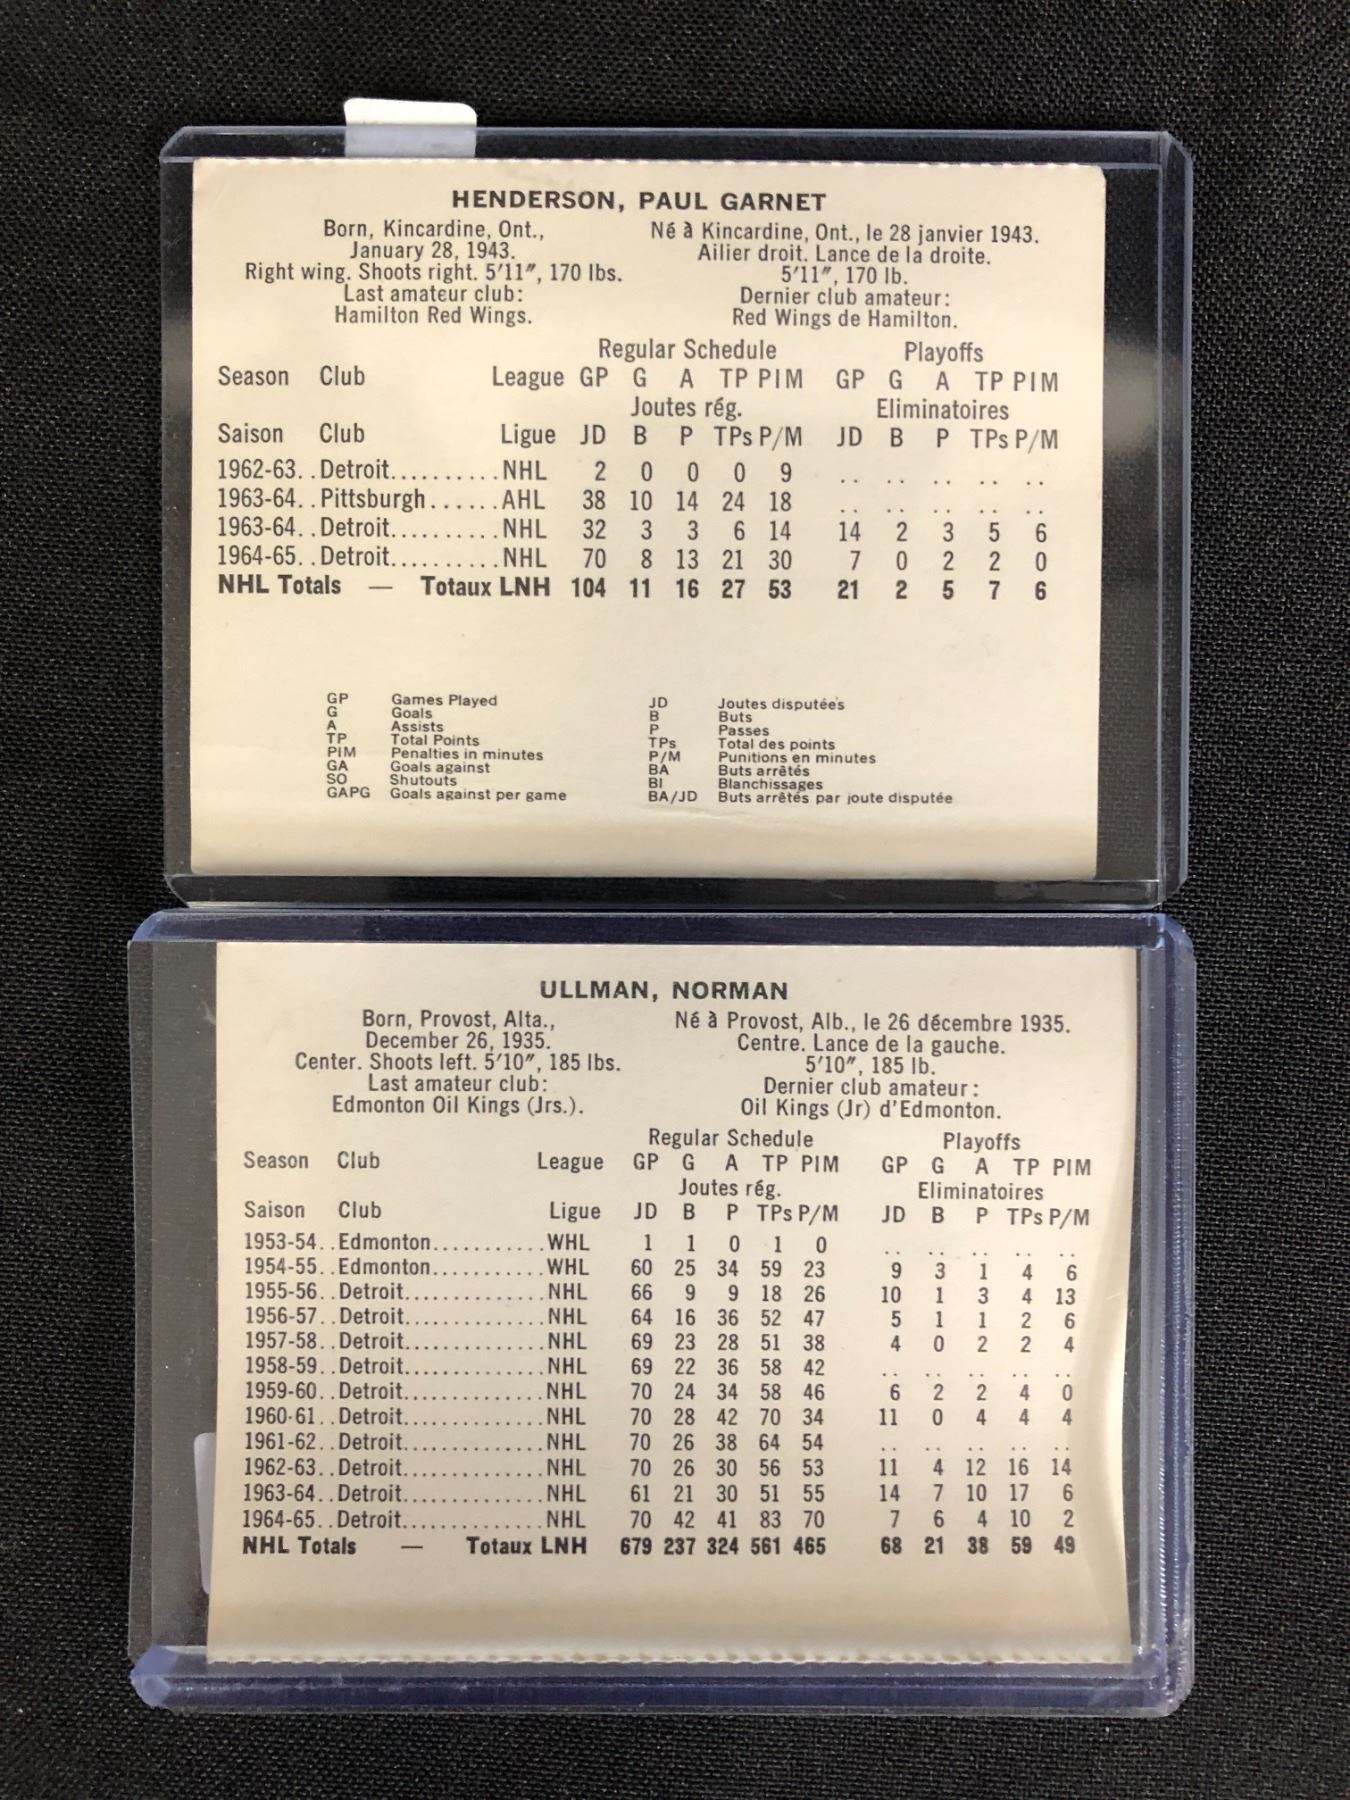 HENDERSON, PAUL GARNET
Born, Kincardine, Ont.,
January 28, 1943.
Right wing. Shoots right. 5'11", 170 lbs.
Last amateur club:
Hamilton Red Wings.
Né à Kincardine, Ont., le 28 janvier 1943.
Ailier droit. Lance de la droite.
5'11", 170 lb.
Dernier club amateur:
Red Wings de Hamilton.
Regular Schedule Playoffs
Season Club League GP G A TP PIM GP G A TP PIM
Joutes rég. Eliminatoires
Saison Club Ligue JD B P TPs P/M JD B P TPs P/M
1962-63. . Detroit. . . . . . . . . . NHL 2 0 0 0 9 . . . . . . . . . .
1963-64. . Pittsburgh . . . . . . AHL 38 10 14 24 18 . . . . . . . . . .
1963-64. . Detroit. . . . . . . . . . NHL 32 3 3 6 14 14 2 3 5 6
1964-65. . Detroit. . . . . . . . . . NHL 70 8 13 21 30 7 0 2 2 0
NHL Totals — Totaux LNH 104 11 16 27 53 21 2 5 7 6
GP Games Played
G Goals
A Assists
TP Total Points
PIM Penalties in minutes
GA Goals against
SO Shutouts
GAPG Goals against per game
JD Joutes disputées
B Buts
P Passes
TPs Total des points
P/M Punitions en minutes
BA Buts arrêtés
BI Blanchissages
BA/JD Buts arrêtés par joute disputée
ULLMAN, NORMAN
Born, Provost, Alta.,
December 26, 1935.
Center. Shoots left. 5'10", 185 lbs.
Last amateur club:
Edmonton Oil Kings (Jrs.).
Né à Provost, Alb., le 26 décembre 1935.
Centre. Lance de la gauche.
5'10", 185 lb.
Dernier club amateur:
Oil Kings (Jr) d'Edmonton.
Regular Schedule Playoffs
Season Club League GP G A TP PIM GP G A TP PIM
Joutes rég. Eliminatoires
Saison Club Ligue JD B P TPs P/M JD B P TPs P/M
1953-54. . Edmonton. . . . . . . . . . . WHL 1 1 0 1 0 . . . . . . . . . .
1954-55. . Edmonton. . . . . . . . . . . WHL 60 25 34 59 23 9 3 1 4 6
1955-56. . Detroit. . . . . . . . . . . . . . NHL 66 9 9 18 26 10 1 3 4 13
1956-57. . Detroit. . . . . . . . . . . . . . NHL 64 16 36 52 47 5 1 1 2 6
1957-58. . Detroit. . . . . . . . . . . . . . NHL 69 23 28 51 38 4 0 2 2 4
1958-59. . Detroit. . . . . . . . . . . . . . NHL 69 22 36 58 42 . . . . . . . . . .
1959-60. . Detroit. . . . . . . . . . . . . . NHL 70 24 34 58 46 6 2 2 4 0
1960-61. . Detroit. . . . . . . . . . . . . . NHL 70 28 42 70 34 11 0 4 4 4
1961-62. . Detroit. . . . . . . . . . . . . . NHL 70 26 38 64 54 . . . . . . . . . .
1962-63. . Detroit. . . . . . . . . . . . . . NHL 70 26 30 56 53 11 4 12 16 14
1963-64. . Detroit. . . . . . . . . . . . . . NHL 61 21 30 51 55 14 7 10 17 6
1964-65. . Detroit. . . . . . . . . . . . . . NHL 70 42 41 83 70 7 6 4 10 2
NHL Totals — Totaux LNH 679 237 324 561 465 68 21 38 59 49